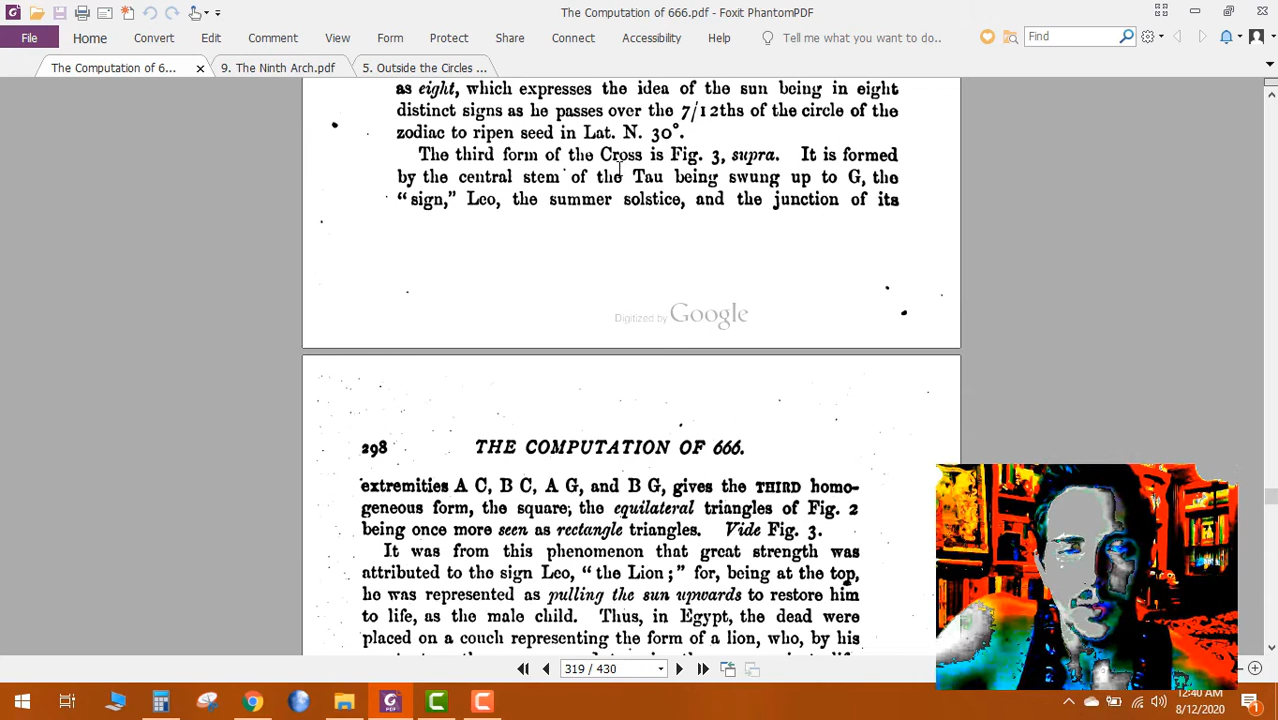 The Computation of 666.pdf - Foxit PhantomPDF
File Home Convert Edit Comment View Form Protect Share Connect Accessibility Help Tell me what you want to do.. Find
The Computation of 6... 9. The Ninth Arch.pdf 5. Outside the Circles ...
as eight, which expresses the idea of the sun being in eight
distinct signs as he passes over the 7/12ths of the circle of the
zodiac to ripen seed in Lat. N. 30°.
The third form of the Cross is Fig. 3, supra. It is formed
by the central stem of the Tau being swung up to G, the
"sign," Leo, the summer solstice, and the junction of its
Digitized by Google
298 THE COMPUTATION OF 666.
extremities A C, B C, A G, and B G, gives the THIRD homo-
geneous form, the square; the equilateral triangles of Fig. 2
being once more seen as rectangle triangles. Vide Fig. 3.
It was from this phenomenon that great strength was
attributed to the sign Leo, "the Lion;" for, being at the top,
he was represented as pulling the sun upwards to restore him
to life, as the male child. Thus, in Egypt, the dead were
placed on a couch representing the form of a lion, who, by his
319 / 430
12:40 AM
8/12/2020